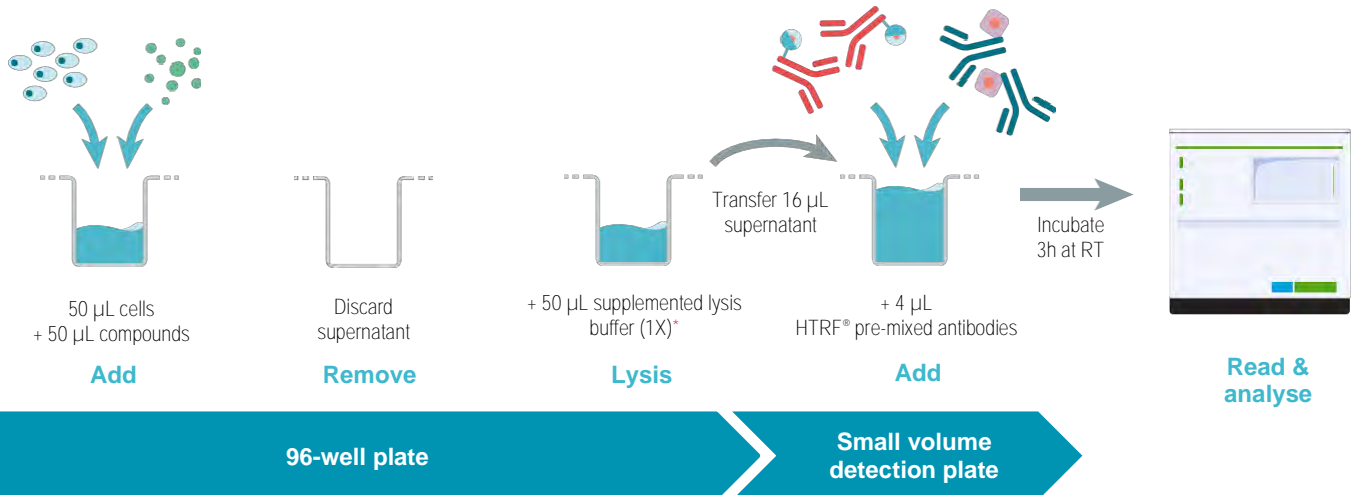 Transfer 16 µL
supernatant
Incubate
3h at RT
50 µL cells
+ 50 µL compounds
Add
Discard
supernatant
Remove
+ 50 µL supplemented lysis
buffer (1X)*
Lysis
+ 4 µL
HTRF® pre-mixed antibodies
Add
Read &
analyse
96-well plate
Small volume
detection plate